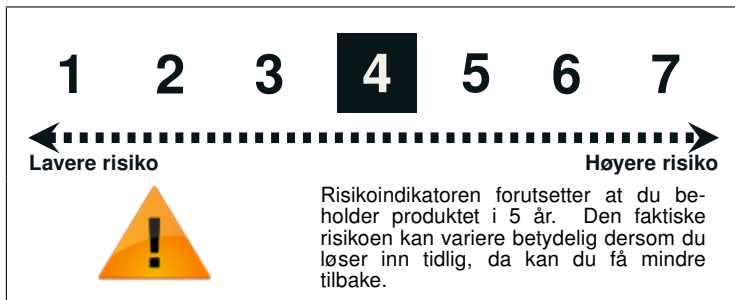 1 2 3 4 5 6 7
Lavere risiko Høyere risiko
!
Risikoindikatoren forutsetter at du be-
holder produktet i 5 år. Den faktiske
risikoen kan variere betydelig dersom du
løser inn tidlig, da kan du få mindre
tilbake.